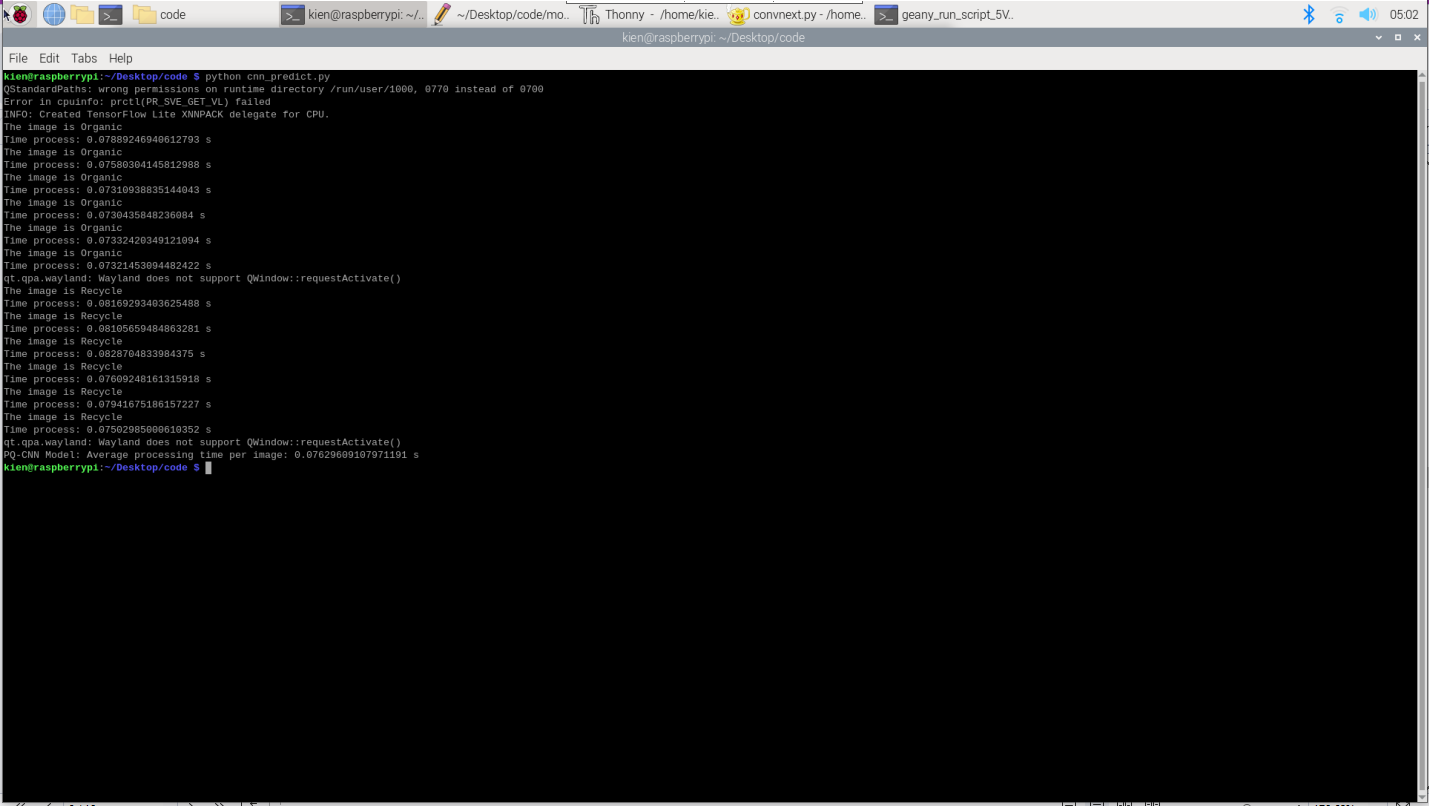 code
kien@raspberrypi: ~/..
~/Desktop/code/mo..
Thonny - /home/kie..
convnext.py - /home..
geany_run_script_5V..
05:02
kien@raspberrypi: ~/Desktop/code
File Edit Tabs Help
kien@raspberrypi:~/Desktop/code $ python cnn_predict.py
QStandardPaths: wrong permissions on runtime directory /run/user/1000, 0770 instead of 0700
Error in cpuinfo: prctl(PR_SVE_GET_VL) failed
INFO: Created TensorFlow Lite XNNPACK delegate for CPU.
The image is Organic
Time process: 0.07889246940612793 s
The image is Organic
Time process: 0.07580304145812988 s
The image is Organic
Time process: 0.07310938835144043 s
The image is Organic
Time process: 0.0730435848236084 s
The image is Organic
Time process: 0.07332420349121094 s
The image is Organic
Time process: 0.07321453094482422 s
qt.qpa.wayland: Wayland does not support QWindow::requestActivate()
The image is Recycle
Time process: 0.08169293403625488 s
The image is Recycle
Time process: 0.08105659484863281 s
The image is Recycle
Time process: 0.0828704833984375 s
The image is Recycle
Time process: 0.07609248161315918 s
The image is Recycle
Time process: 0.07941675186157227 s
The image is Recycle
Time process: 0.07502985000610352 s
qt.qpa.wayland: Wayland does not support QWindow::requestActivate()
PQ-CNN Model: Average processing time per image: 0.07629609107971191 s
kien@raspberrypi:~/Desktop/code $